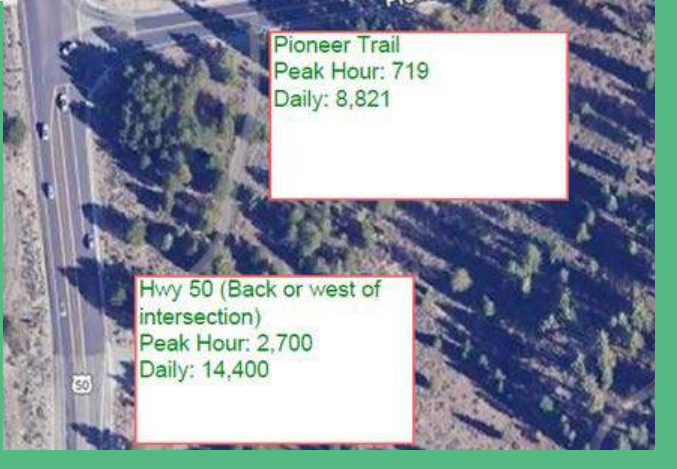 Pioneer Trail
Peak Hour: 719
Daily: 8,821
Hwy 50 (Back or west of
intersection)
Peak Hour: 2,700
Daily: 14,400
50